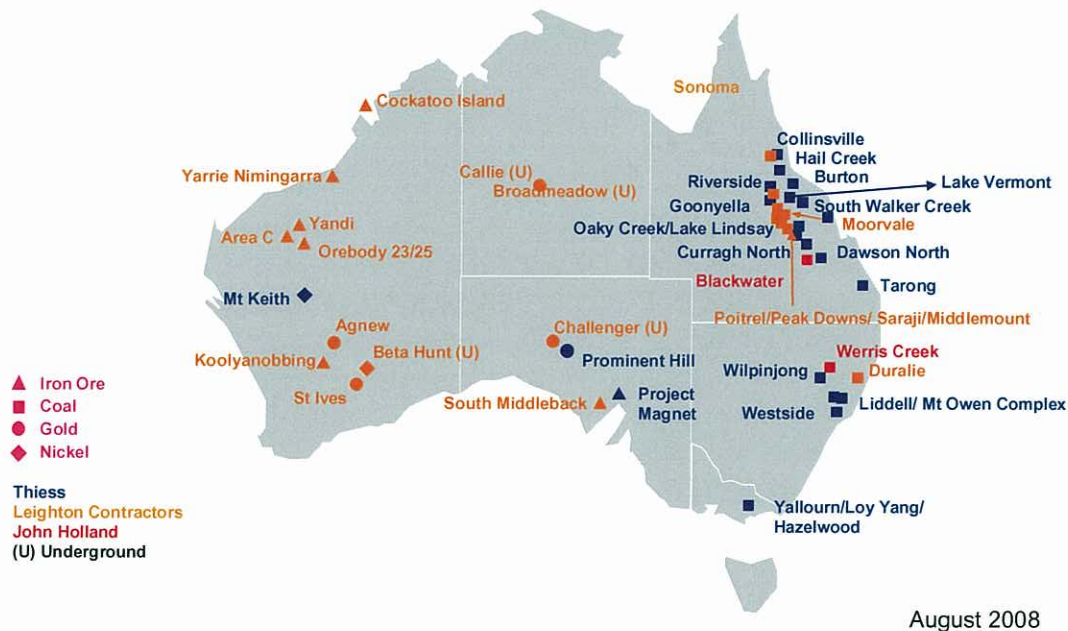 Sonoma
Cockatoo Island
Collinsville
Hail Creek
Yarrie Nimingarra
Callie (U)
Burton
Riverside
Lake Vermont
Broadmeadow (U)
Goonyella
South Walker Creek
Yandi
Moorvale
Area C
Oaky Creek/Lake Lindsay
Orebody 23/25
Curragh North
Dawson North
Blackwater
Tarong
Mt Keith
Poitrel/Peak Downs/ Saraji/Middlemount
Agnew
Challenger (U)
Beta Hunt (U)
Prominent Hill
Werris Creek
Koolyanobbing
Wilpinjong
Duralie
St Ives
South Middleback
Project
Magnet
Westside
Liddell/ Mt Owen Complex
Iron Ore
Coal
Gold
Nickel
Thiess
Leighton Contractors
John Holland
(U) Underground
Yallourn/Loy Yang/
Hazelwood
August 2008